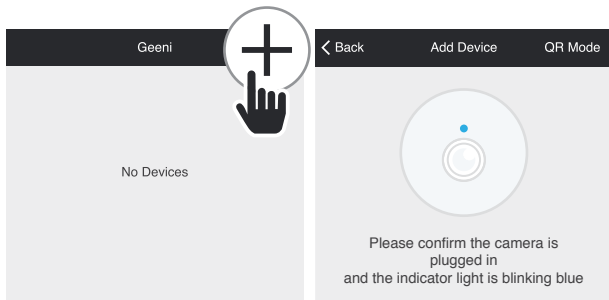 Geeni
No Devices
Back
Add Device
QR Mode
Please confirm the camera is
plugged in
and the indicator light is blinking blue